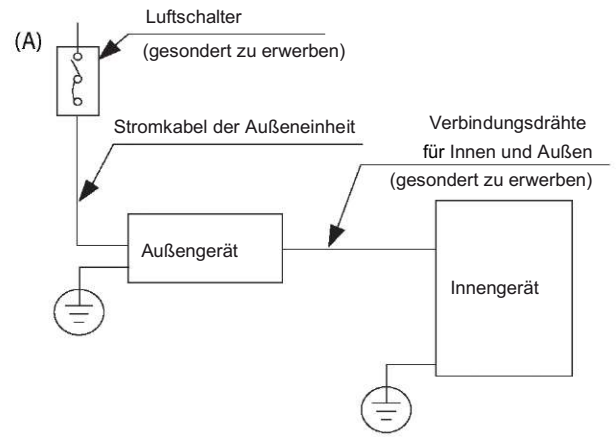 (A)
Luftschalter
(gesondert zu erwerben)
Stromkabel der Außeneinheit
Verbindungsdrähte
für Innen und Außen
(gesondert zu erwerben)
Außengerät
Innengerät